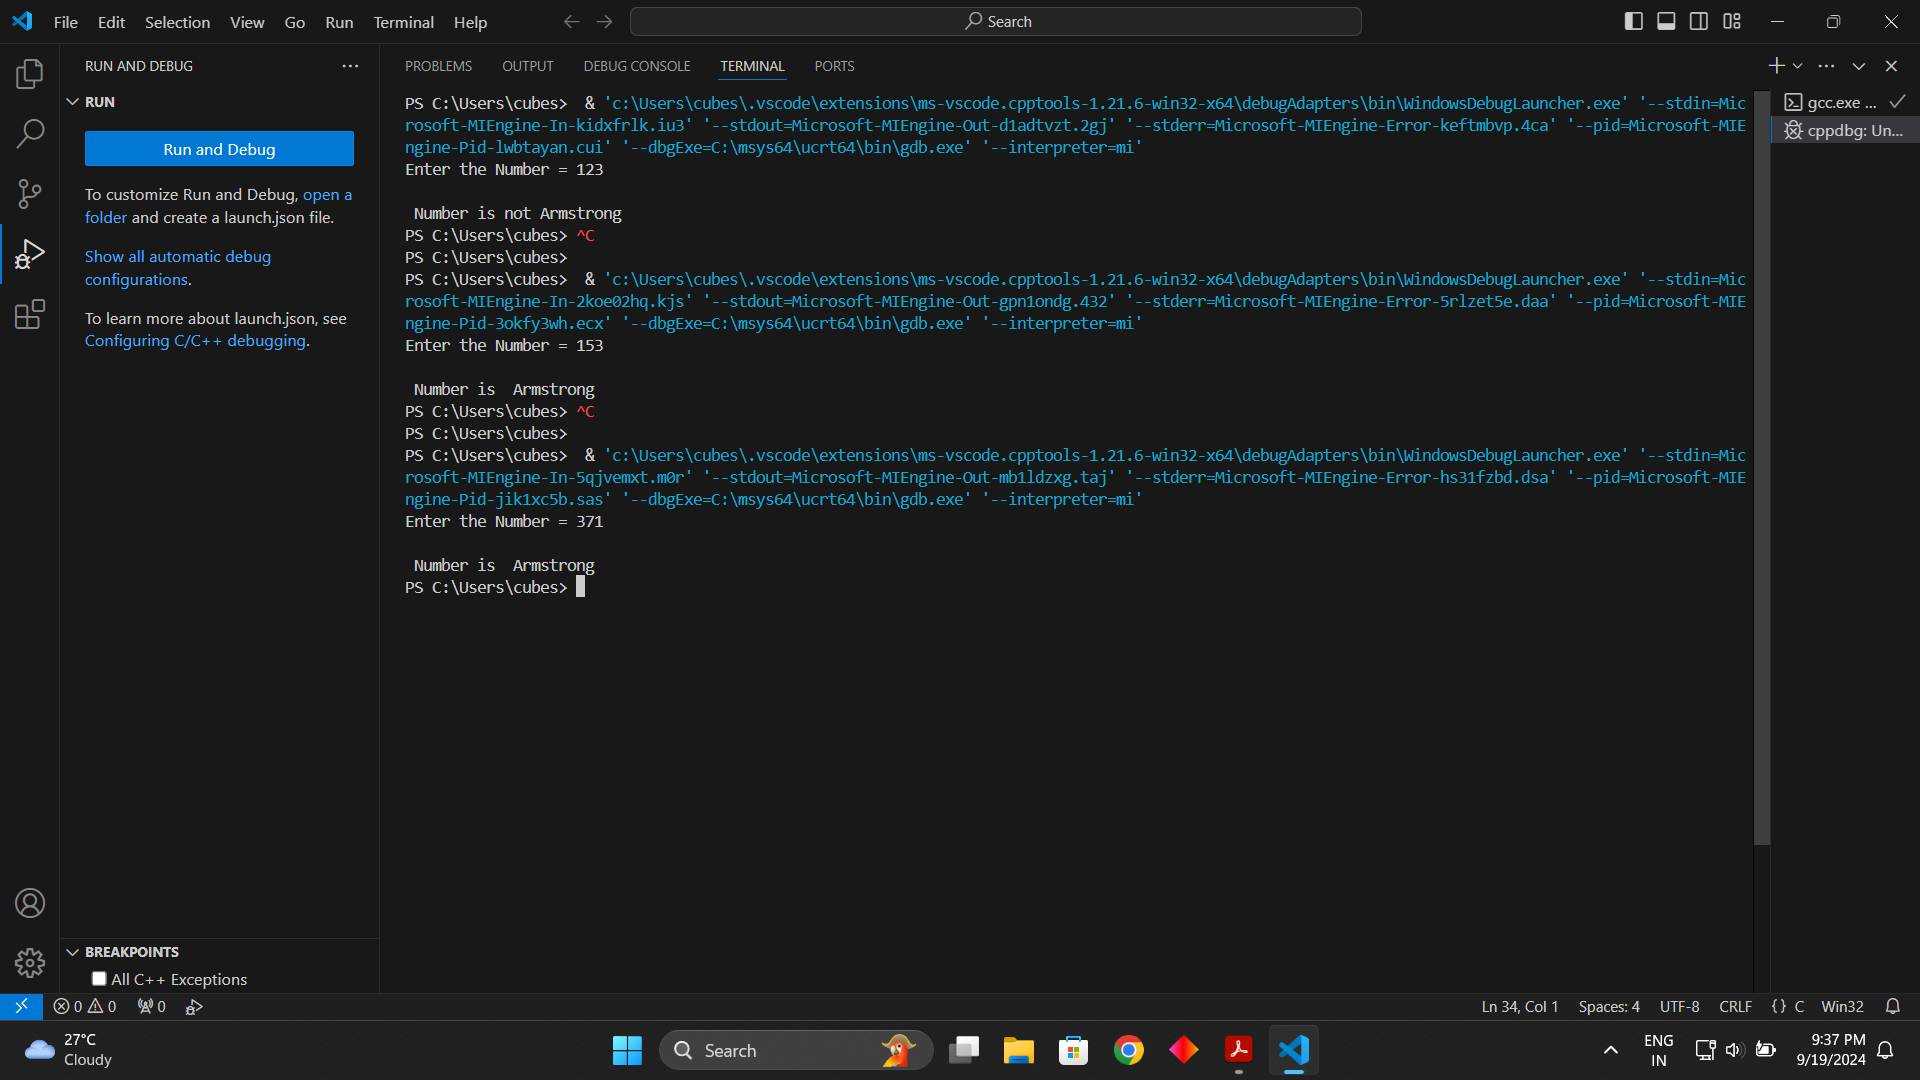 File Edit Selection View Go Run Terminal Help
Search
RUN AND DEBUG
RUN
Run and Debug
To customize Run and Debug, open a
folder and create a launch.json file.
Show all automatic debug
configurations.
To learn more about launch.json, see
Configuring C/C++ debugging.
BREAKPOINTS
All C++ Exceptions
PROBLEMS OUTPUT DEBUG CONSOLE TERMINAL PORTS
PS C:\Users\cubes>  & 'c:\Users\cubes\.vscode\extensions\ms-vscode.cpptools-1.21.6-win32-x64\debugAdapters\bin\WindowsDebugLauncher.exe' '--stdin=Mic
rosoft-MIEngine-In-kidxfrlk.iu3' '--stdout=Microsoft-MIEngine-Out-d1adtvzt.2gj' '--stderr=Microsoft-MIEngine-Error-keftmbvp.4ca' '--pid=Microsoft-MIE
ngine-Pid-lwbtayan.cui' '--dbgExe=C:\msys64\ucrt64\bin\gdb.exe' '--interpreter=mi'
Enter the Number = 123
Number is not Armstrong
PS C:\Users\cubes> ^C
PS C:\Users\cubes>
PS C:\Users\cubes>  & 'c:\Users\cubes\.vscode\extensions\ms-vscode.cpptools-1.21.6-win32-x64\debugAdapters\bin\WindowsDebugLauncher.exe' '--stdin=Mic
rosoft-MIEngine-In-2koe02hq.kjs' '--stdout=Microsoft-MIEngine-Out-gpn1ondg.432' '--stderr=Microsoft-MIEngine-Error-5rlzet5e.daa' '--pid=Microsoft-MIE
ngine-Pid-3okfy3wh.ecx' '--dbgExe=C:\msys64\ucrt64\bin\gdb.exe' '--interpreter=mi'
Enter the Number = 153
Number is  Armstrong
PS C:\Users\cubes> ^C
PS C:\Users\cubes>
PS C:\Users\cubes>  & 'c:\Users\cubes\.vscode\extensions\ms-vscode.cpptools-1.21.6-win32-x64\debugAdapters\bin\WindowsDebugLauncher.exe' '--stdin=Mic
rosoft-MIEngine-In-5qjvemxt.m0r' '--stdout=Microsoft-MIEngine-Out-mb1ldzxg.taj' '--stderr=Microsoft-MIEngine-Error-hs31fzbd.dsa' '--pid=Microsoft-MIE
ngine-Pid-jik1xc5b.sas' '--dbgExe=C:\msys64\ucrt64\bin\gdb.exe' '--interpreter=mi'
Enter the Number = 371
Number is  Armstrong
PS C:\Users\cubes>
gcc.exe ...
cppdbg: Un...
0 0 0
Ln 34, Col 1 Spaces: 4 UTF-8 CRLF {} C Win32
27°C
Cloudy
Search
ENG
IN
9:37 PM
9/19/2024